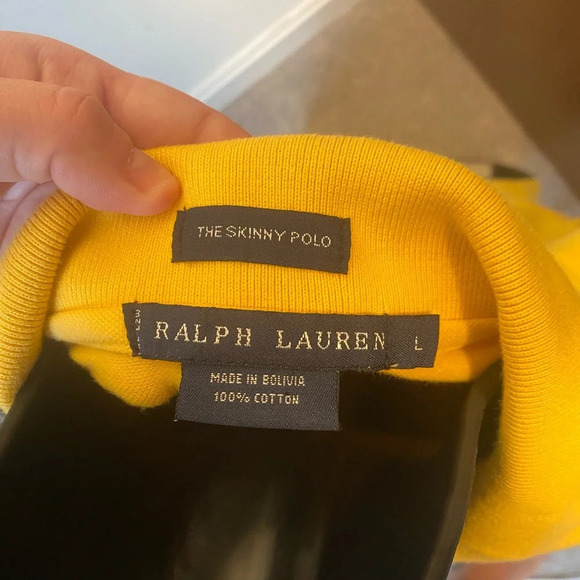 THE SKINNY POLO
RALPH LAUREN L
MADE IN BOLIVIA
100% COTTON